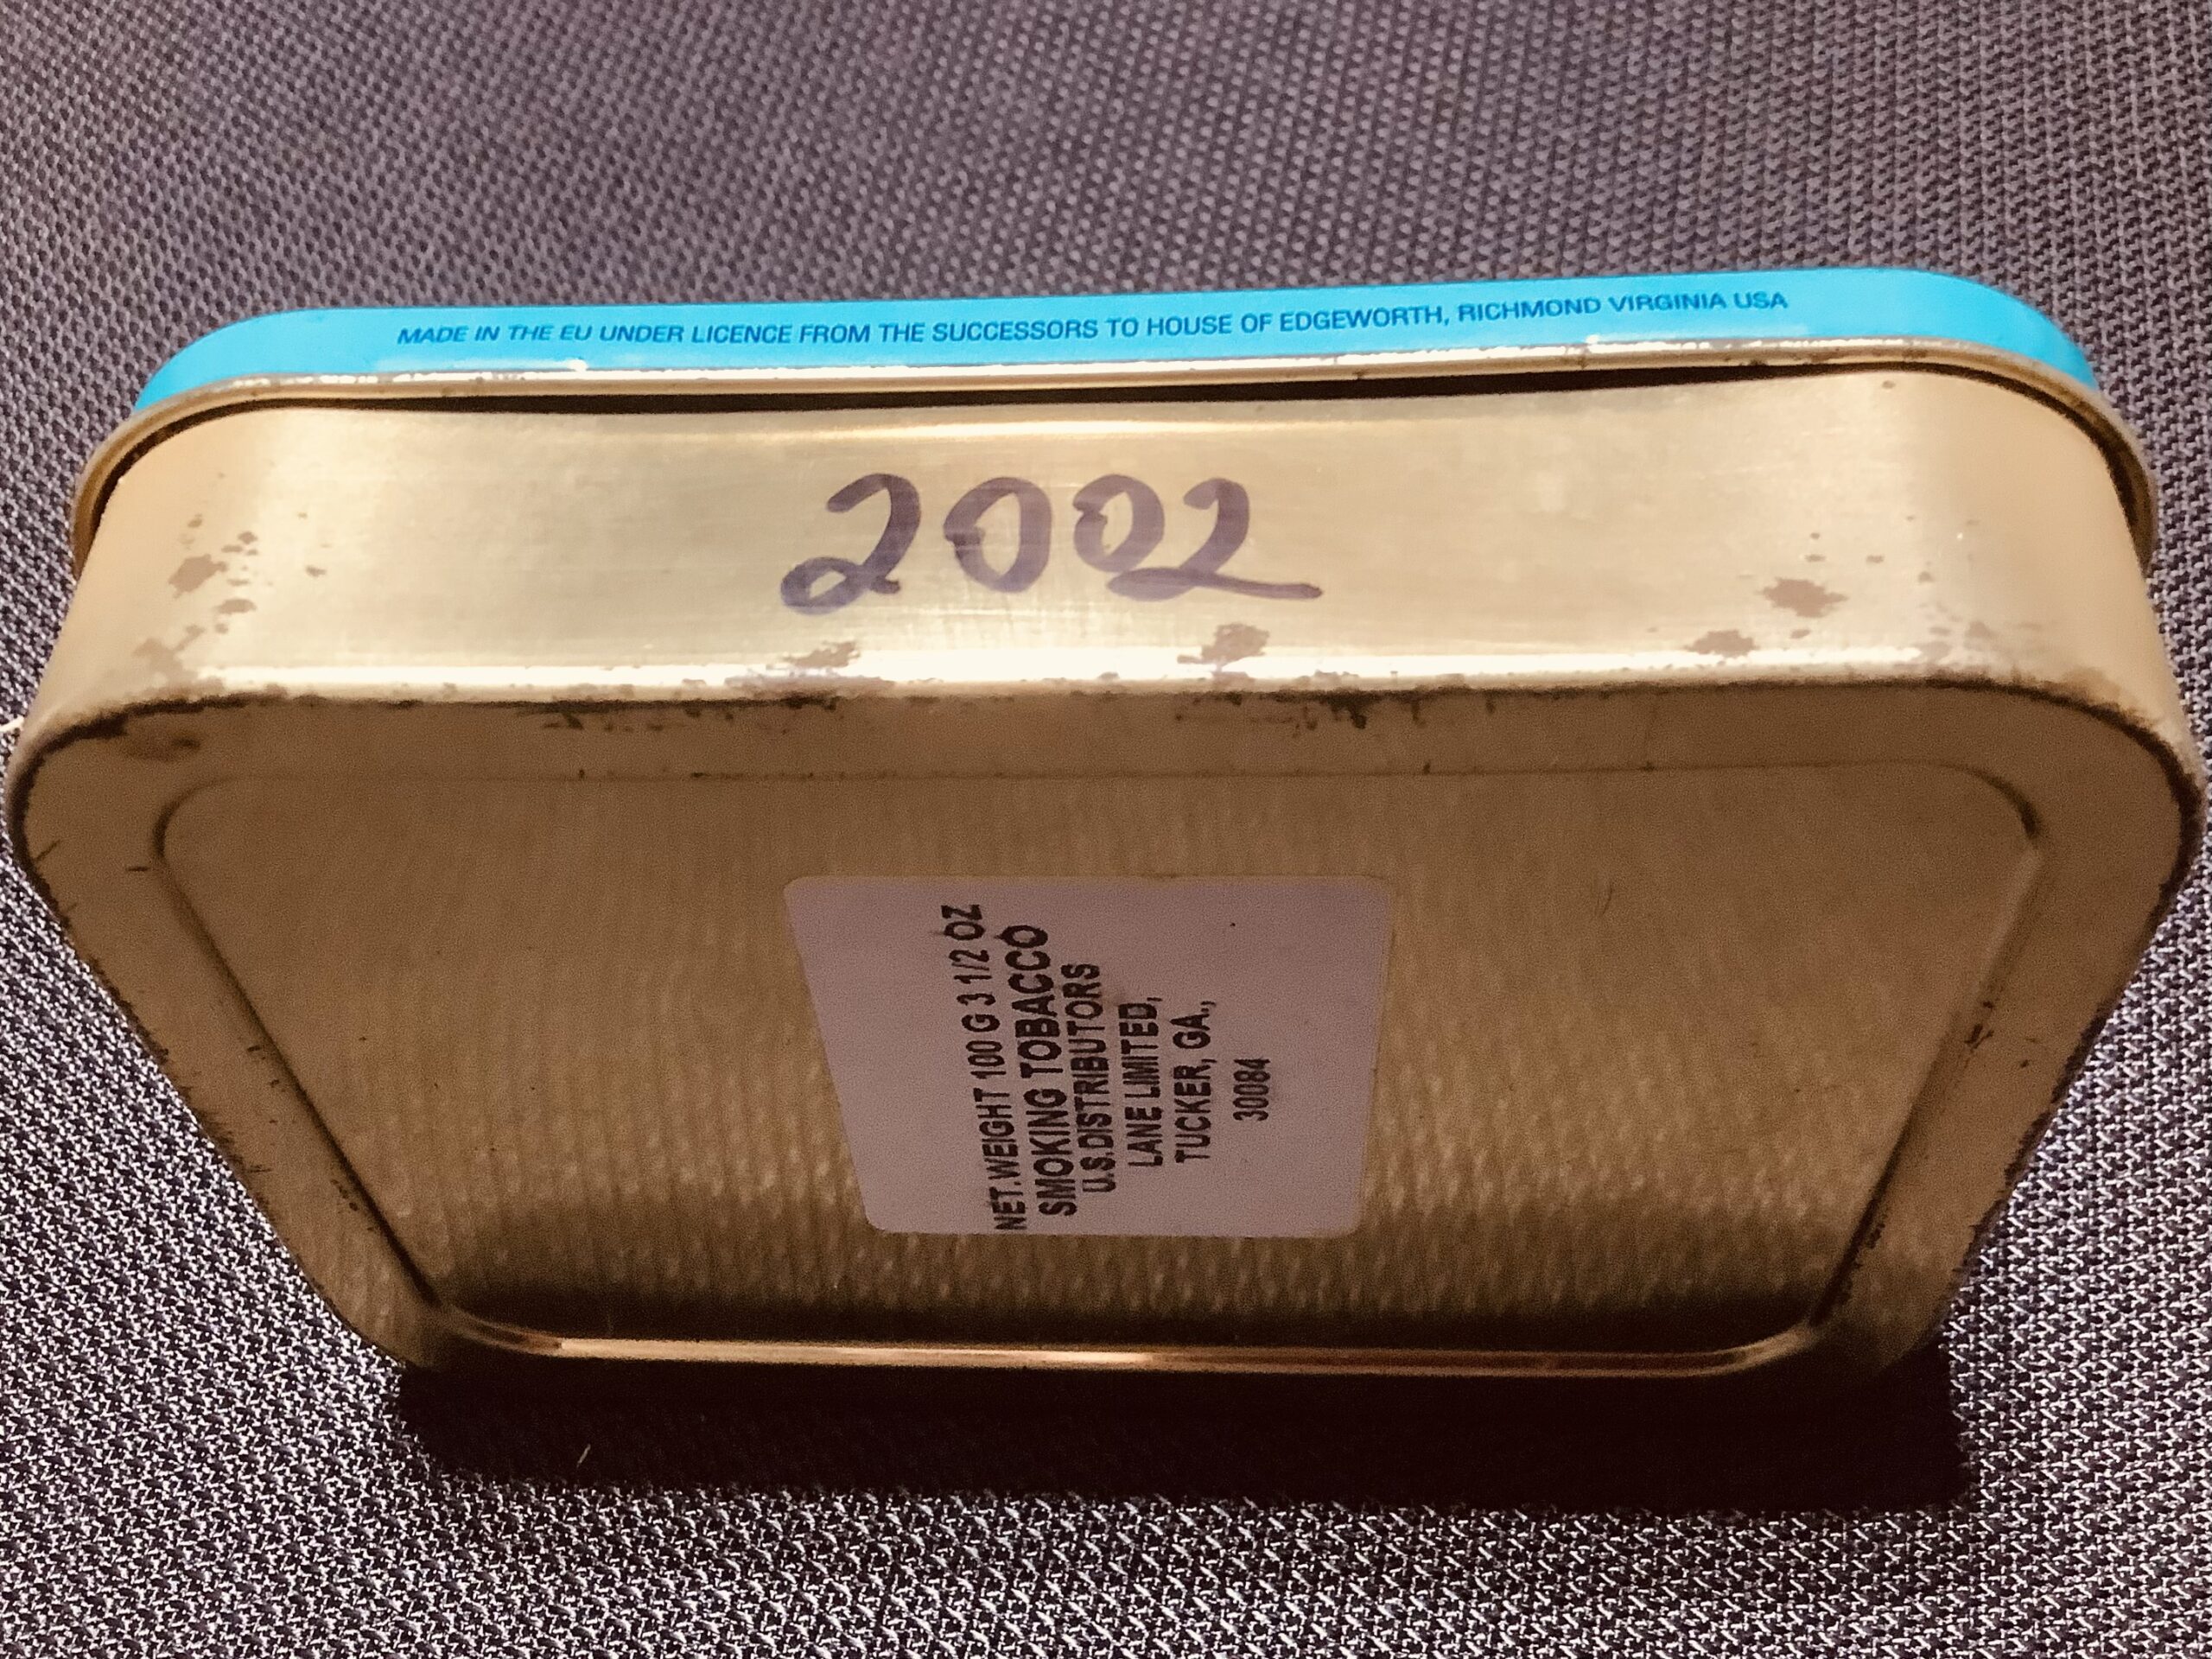 MADE IN THE EU UNDER LICENCE FROM THE SUCCESSORS TO HOUSE OF EDGEWORTH, RICHMOND VIRGINIA USA
2002
NET.WEIGHT 100 G 3 1/2 OZ
SMOKING TOBACCO
U.S.DISTRIBUTORS
LANE LIMITED,
TUCKER, GA.,
30084